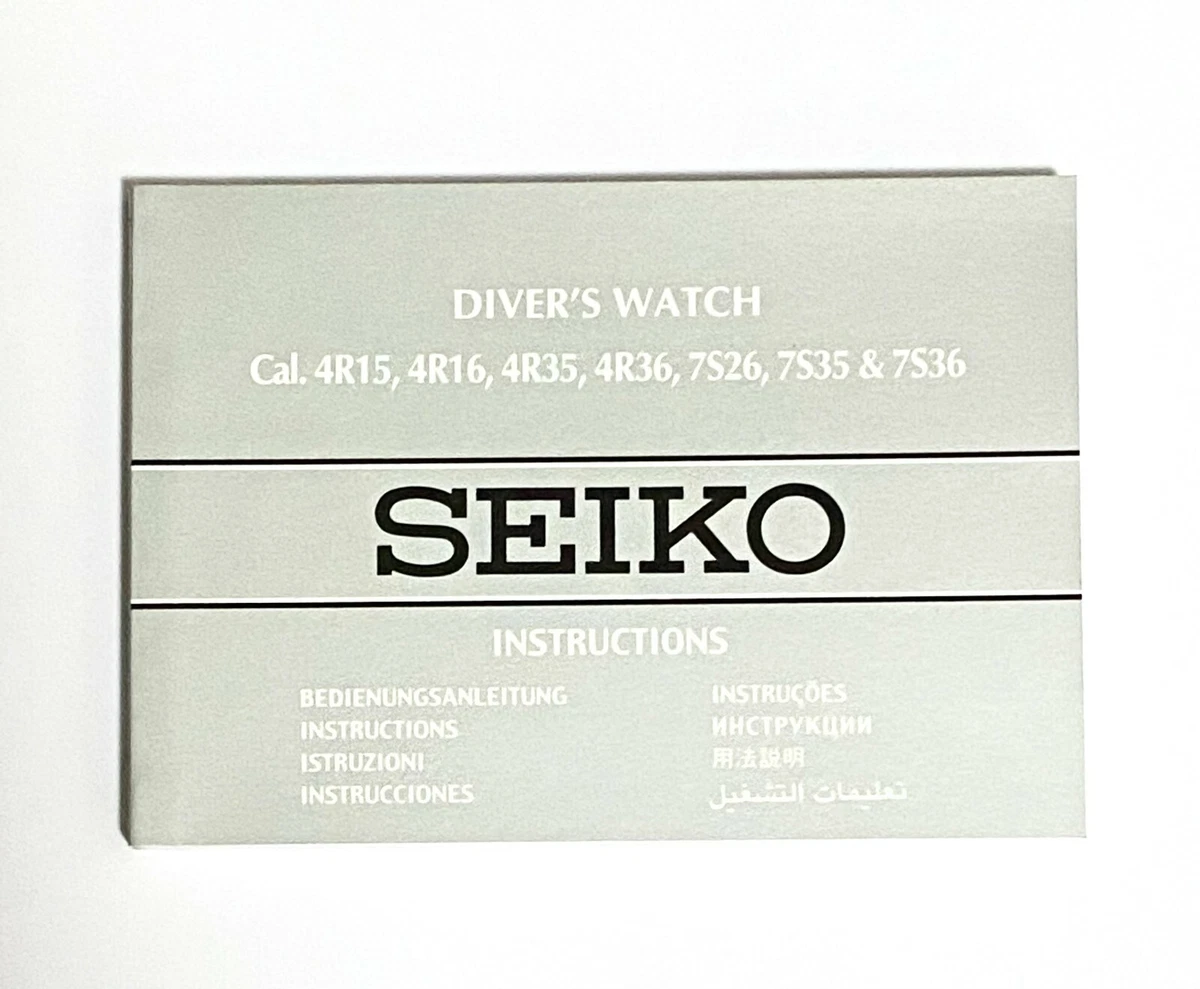 DIVER'S WATCH
Cal. 4R15, 4R16, 4R35, 4R36, 7S26, 7S35 & 7S36
SEIKO
INSTRUCTIONS
BEDIENUNGSANLEITUNG
INSTRUCTIONS
ISTRUZIONI
INSTRUCCIONES
INSTRUÇÕES
ИНСТРУКЦИИ
用法説明
تعليمات التشغيل